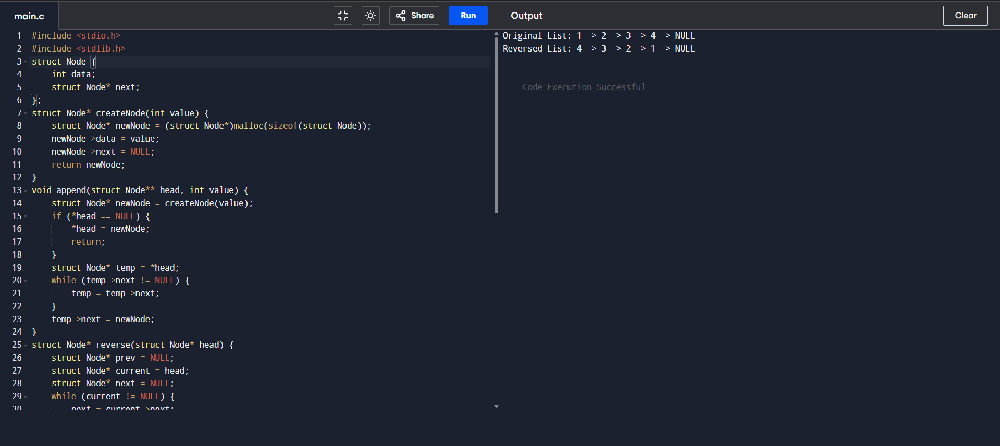 main.c
Share
Run
Output
Clear
1 #include <stdio.h>
2 #include <stdlib.h>
3 struct Node {
4     int data;
5     struct Node* next;
6 };
7 struct Node* createNode(int value) {
8     struct Node* newNode = (struct Node*)malloc(sizeof(struct Node));
9     newNode->data = value;
10     newNode->next = NULL;
11     return newNode;
12 }
13 void append(struct Node** head, int value) {
14     struct Node* newNode = createNode(value);
15     if (*head == NULL) {
16         *head = newNode;
17         return;
18     }
19     struct Node* temp = *head;
20     while (temp->next != NULL) {
21         temp = temp->next;
22     }
23     temp->next = newNode;
24 }
25 struct Node* reverse(struct Node* head) {
26     struct Node* prev = NULL;
27     struct Node* current = head;
28     struct Node* next = NULL;
29     while (current != NULL) {
30         next = current->next;
Original List: 1 -> 2 -> 3 -> 4 -> NULL
Reversed List: 4 -> 3 -> 2 -> 1 -> NULL
=== Code Execution Successful ===